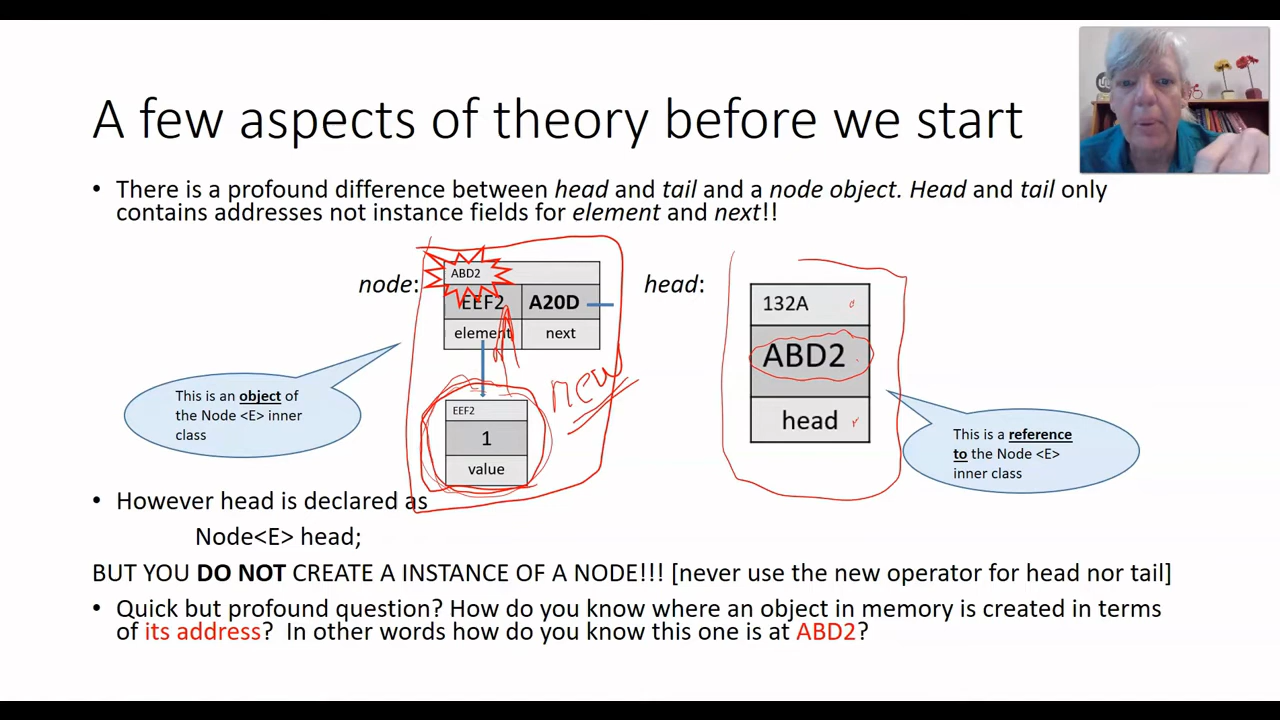 A few aspects of theory before we start
• There is a profound difference between head and tail and a node object. Head and tail only
contains addresses not instance fields for element and next!!
node:
ABD2
EEF2 A20D
element next
EEF2
1
value
new
head:
132A
ABD2
head
This is an object of
the Node <E> inner
class
This is a reference
to the Node <E>
inner class
• However head is declared as
Node<E> head;
BUT YOU DO NOT CREATE A INSTANCE OF A NODE!!! [never use the new operator for head nor tail]
• Quick but profound question? How do you know where an object in memory is created in terms
of its address? In other words how do you know this one is at ABD2?